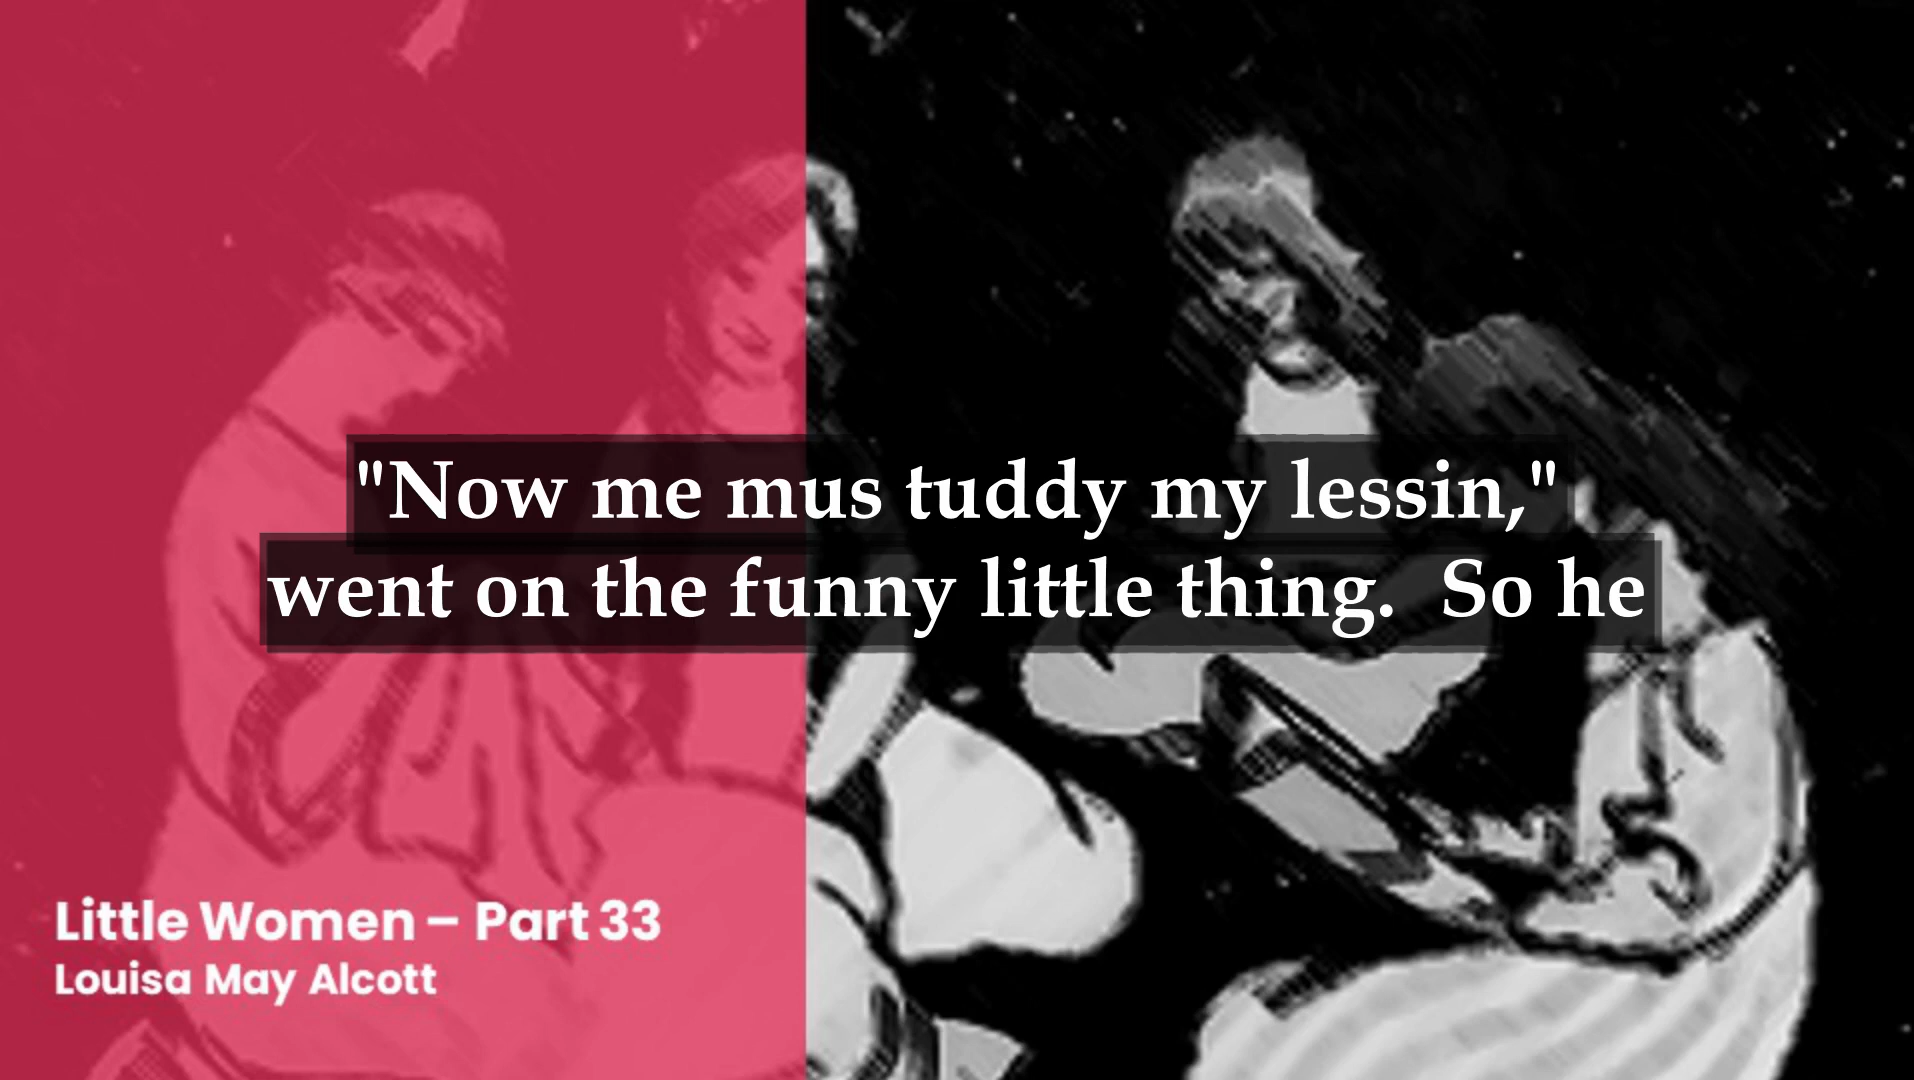 "Now me mus tuddy my lessin,"
went on the funny little thing.  So he
Little Women – Part 33
Louisa May Alcott